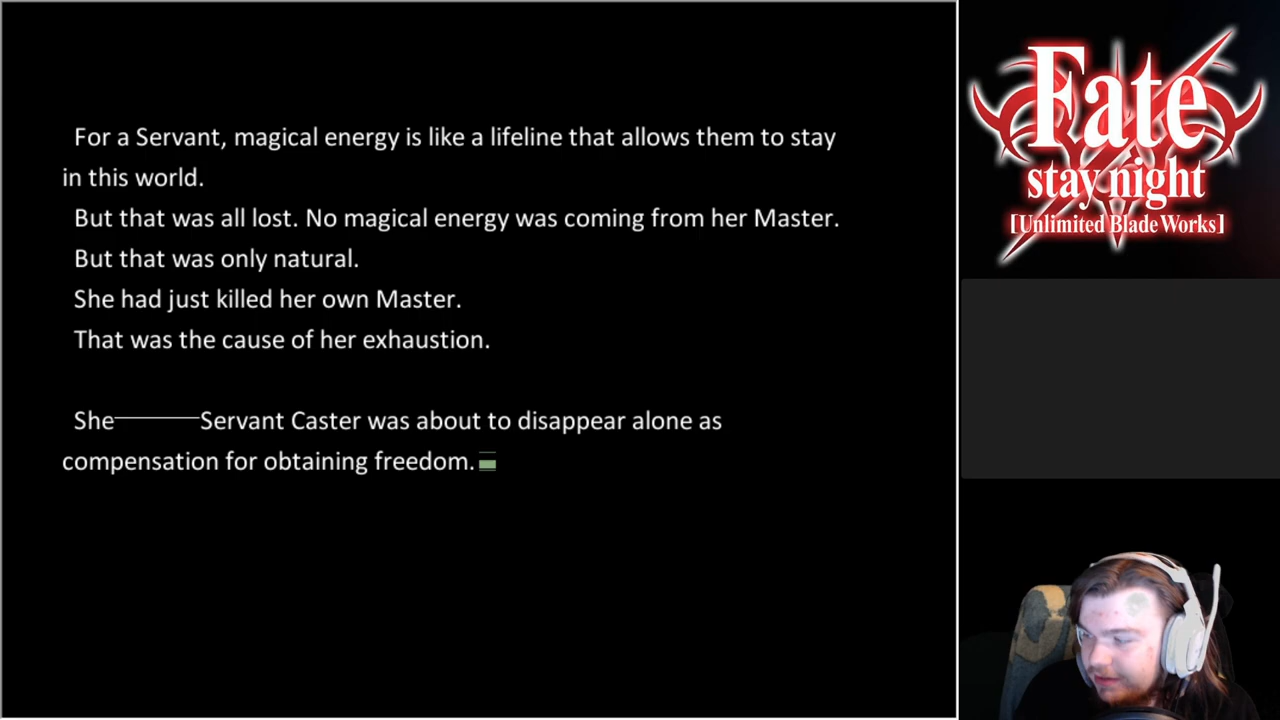 For a Servant, magical energy is like a lifeline that allows them to stay
in this world.
But that was all lost. No magical energy was coming from her Master.
But that was only natural.
She had just killed her own Master.
That was the cause of her exhaustion.
She―――Servant Caster was about to disappear alone as
compensation for obtaining freedom.
Fate
stay night
[Unlimited Blade Works]